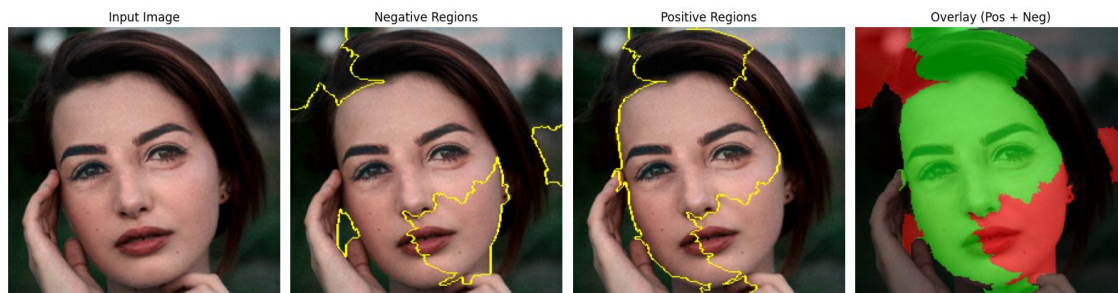 Input Image
Negative Regions
Positive Regions
Overlay (Pos + Neg)